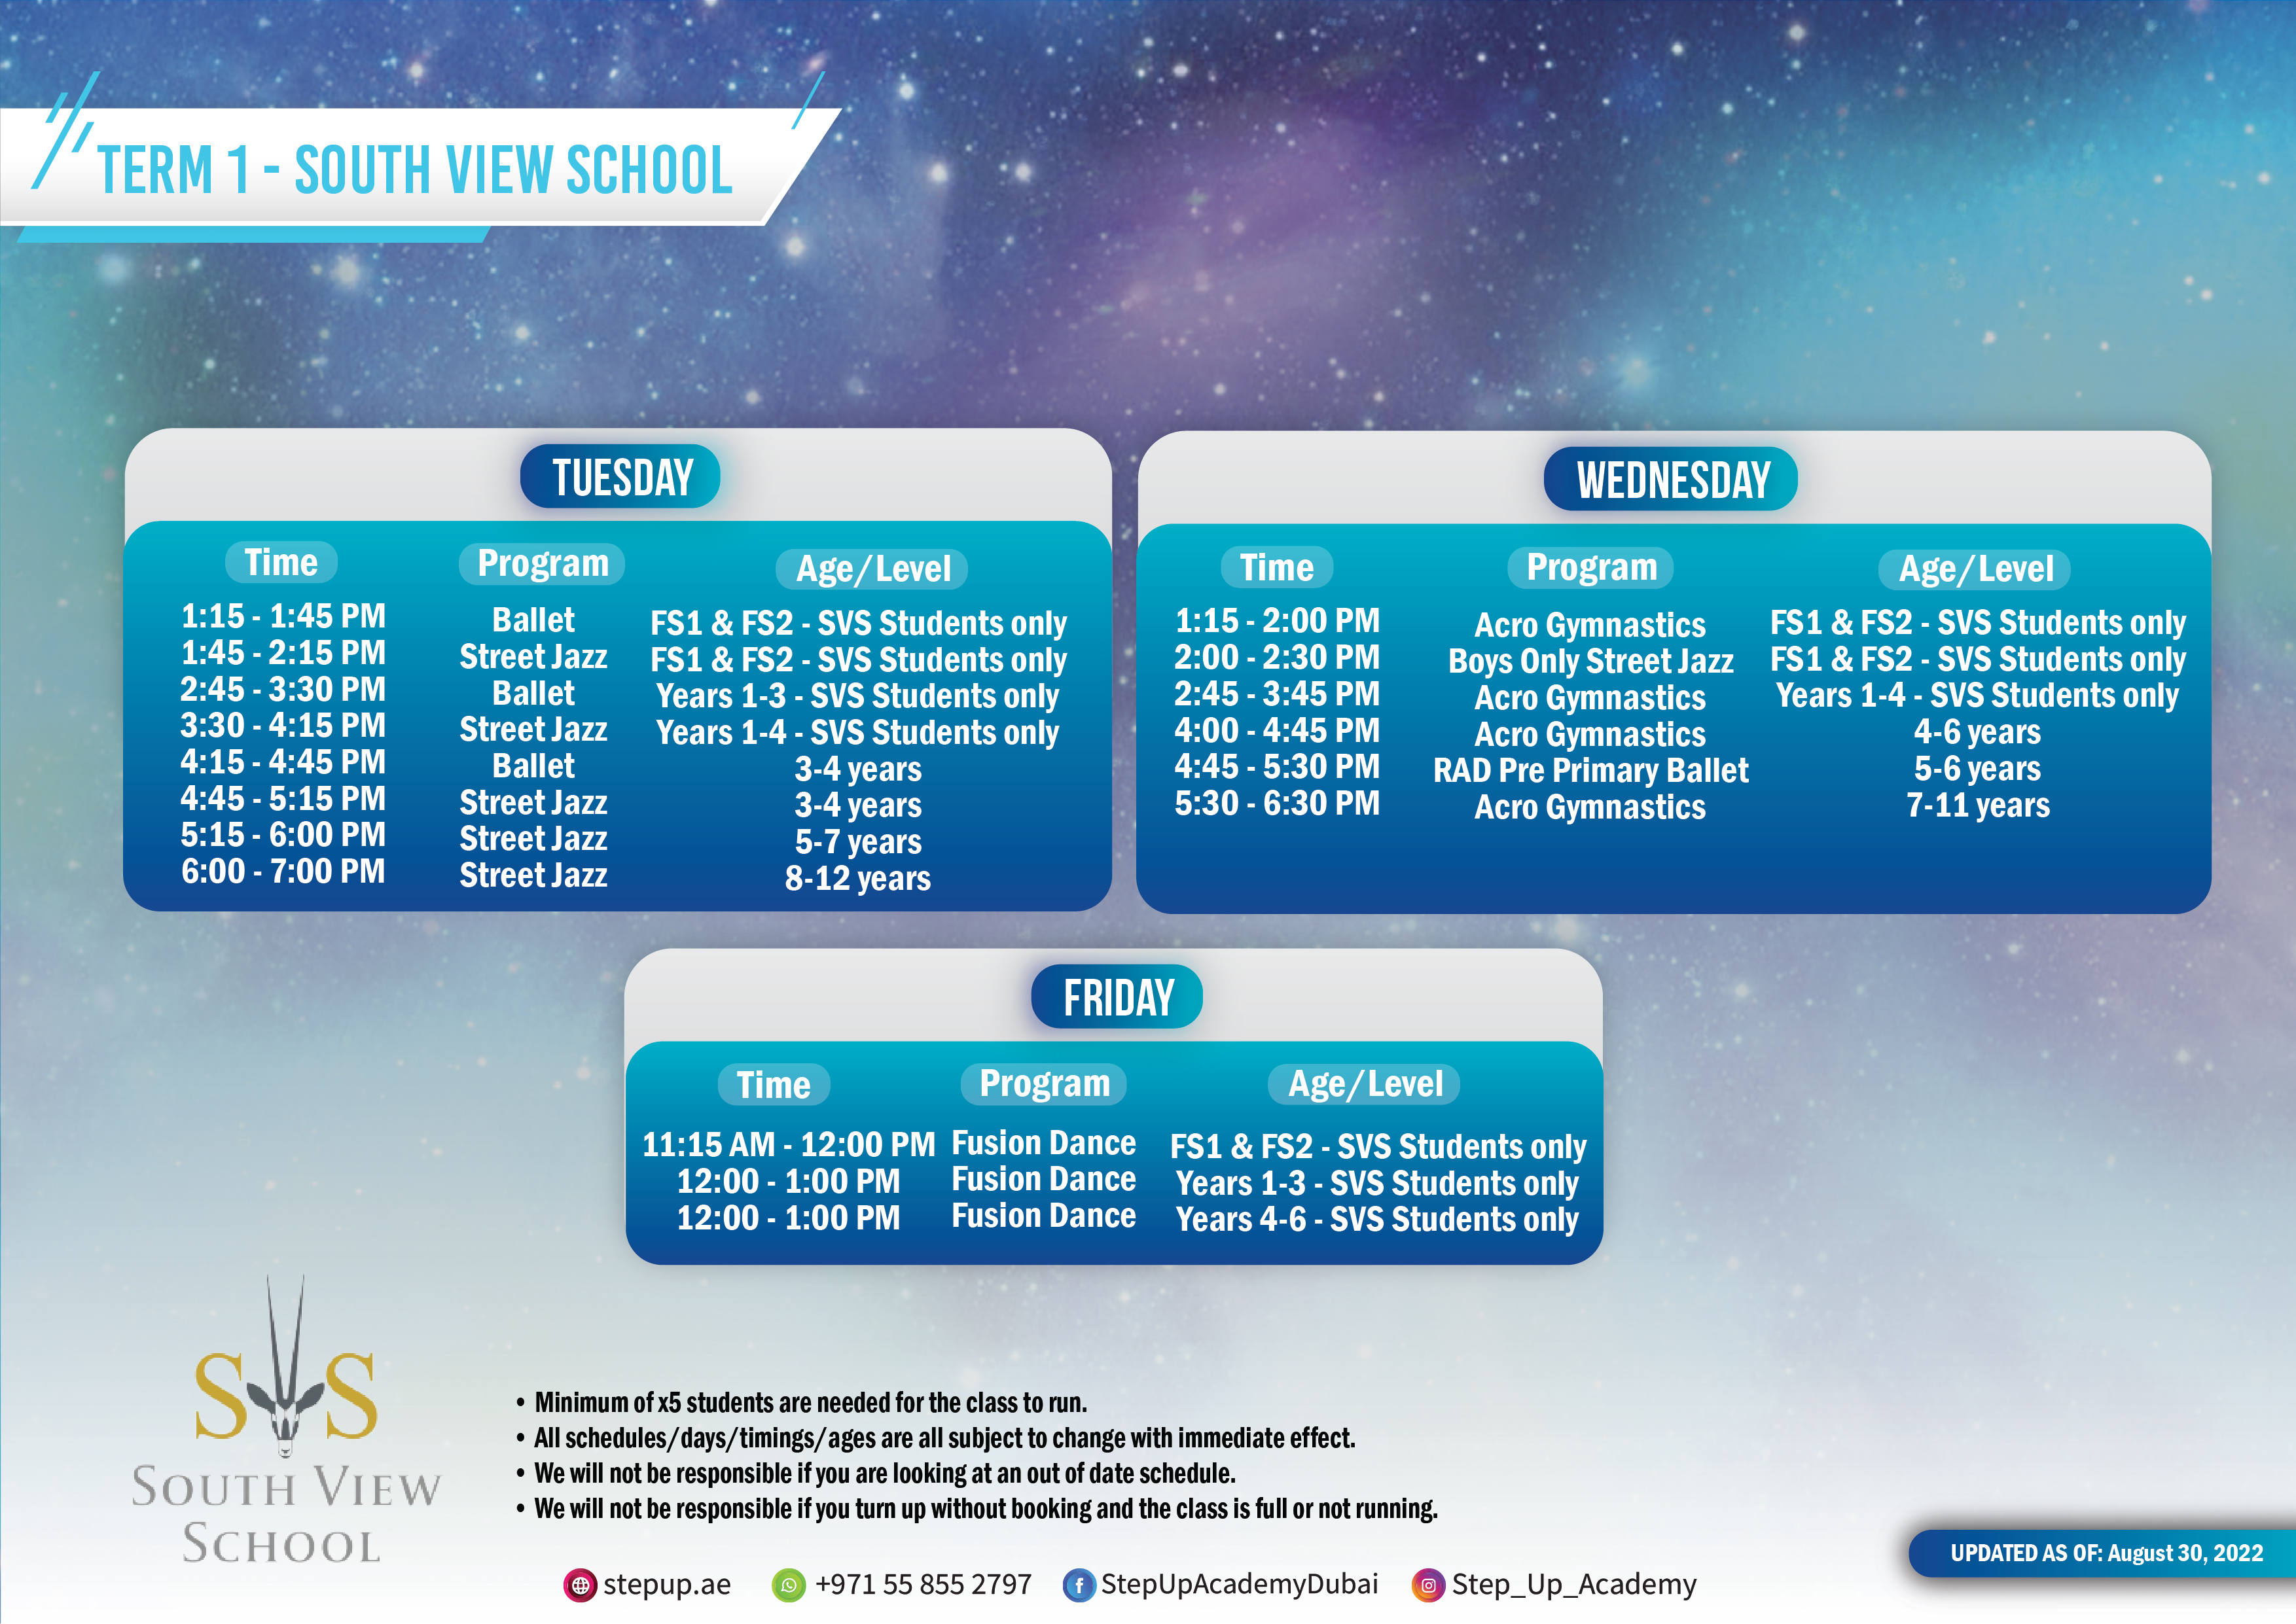 TERM 1 - SOUTH VIEW SCHOOL
TUESDAY
Time Program Age/Level
1:15 - 1:45 PM Ballet FS1 & FS2 - SVS Students only
1:45 - 2:15 PM Street Jazz FS1 & FS2 - SVS Students only
2:45 - 3:30 PM Ballet Years 1-3 - SVS Students only
3:30 - 4:15 PM Street Jazz Years 1-4 - SVS Students only
4:15 - 4:45 PM Ballet 3-4 years
4:45 - 5:15 PM Street Jazz 3-4 years
5:15 - 6:00 PM Street Jazz 5-7 years
6:00 - 7:00 PM Street Jazz 8-12 years
WEDNESDAY
Time Program Age/Level
1:15 - 2:00 PM Acro Gymnastics FS1 & FS2 - SVS Students only
2:00 - 2:30 PM Boys Only Street Jazz FS1 & FS2 - SVS Students only
2:45 - 3:45 PM Acro Gymnastics Years 1-4 - SVS Students only
4:00 - 4:45 PM Acro Gymnastics 4-6 years
4:45 - 5:30 PM RAD Pre Primary Ballet 5-6 years
5:30 - 6:30 PM Acro Gymnastics 7-11 years
FRIDAY
Time Program Age/Level
11:15 AM - 12:00 PM Fusion Dance FS1 & FS2 - SVS Students only
12:00 - 1:00 PM Fusion Dance Years 1-3 - SVS Students only
12:00 - 1:00 PM Fusion Dance Years 4-6 - SVS Students only
SVS
SOUTH VIEW
SCHOOL
• Minimum of x5 students are needed for the class to run.
• All schedules/days/timings/ages are all subject to change with immediate effect.
• We will not be responsible if you are looking at an out of date schedule.
• We will not be responsible if you turn up without booking and the class is full or not running.
UPDATED AS OF: August 30, 2022
stepup.ae +971 55 855 2797 StepUpAcademyDubai Step_Up_Academy